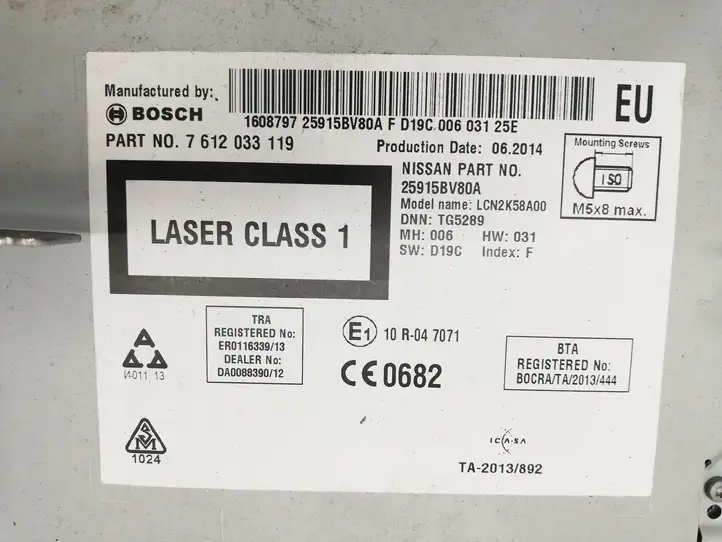 Manufactured by:
BOSCH
1608797 25915BV80A F D19C 006 031 25E
EU
PART NO. 7 612 033 119
Production Date: 06.2014
Mounting Screws
ISO
M5x8 max.
NISSAN PART NO.
25915BV80A
Model name: LCN2K58A00
DNN: TG5289
MH: 006 HW: 031
SW: D19C Index: F
LASER CLASS 1
TRA
REGISTERED No:
ER0116339/13
DEALER No:
DA0088390/12
E1 10 R-04 7071
CE 0682
BTA
REGISTERED No:
BOCRA/TA/2013/444
И-011 13
1024
ICASA
TA-2013/892